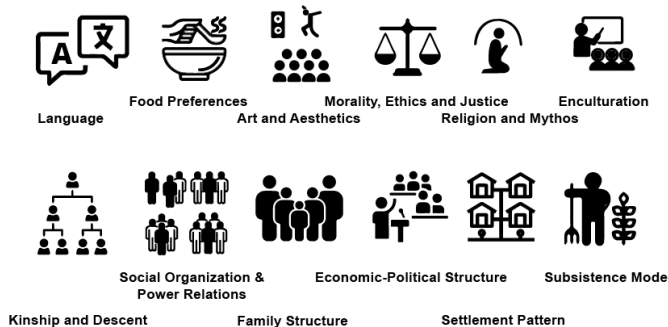 A 文
Food Preferences
Morality, Ethics and Justice
Enculturation
Language
Art and Aesthetics
Religion and Mythos
Social Organization &
Power Relations
Economic-Political Structure
Subsistence Mode
Kinship and Descent
Family Structure
Settlement Pattern